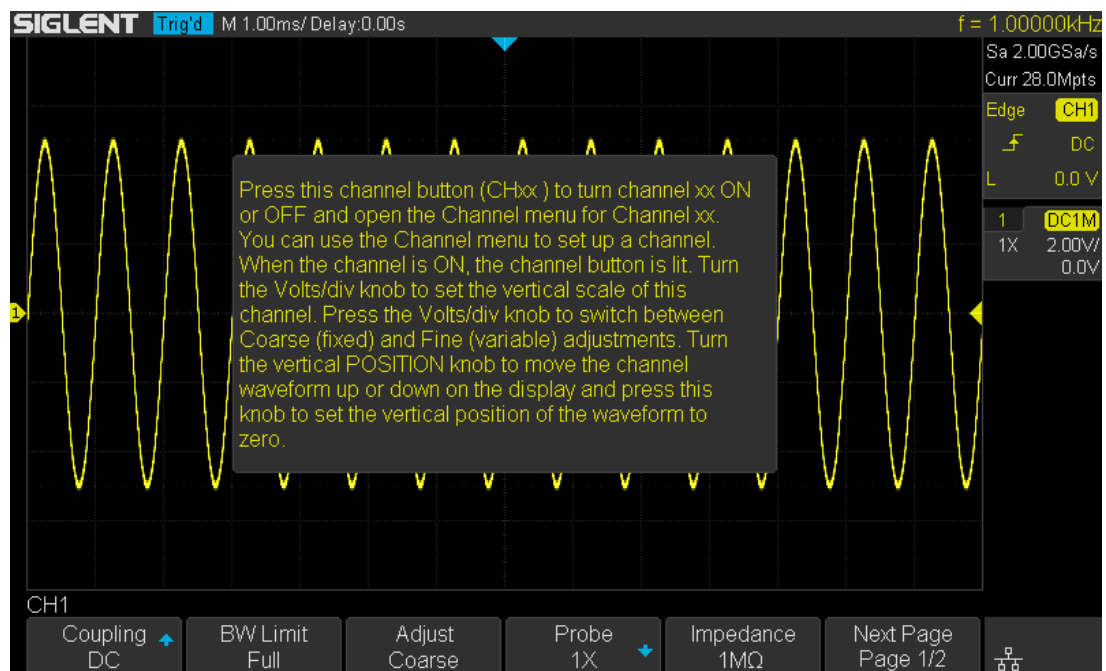 SIGLENT Trig'd M 1.00ms/ Delay:0.00s f = 1.00000kHz
Sa 2.00GSa/s
Curr 28.0Mpts
Edge CH1
DC
L 0.0 V
1 DC1M
1X 2.00V/
0.0V
Press this channel button (CHxx ) to turn channel xx ON
or OFF and open the Channel menu for Channel xx.
You can use the Channel menu to set up a channel.
When the channel is ON, the channel button is lit. Turn
the Volts/div knob to set the vertical scale of this
channel. Press the Volts/div knob to switch between
Coarse (fixed) and Fine (variable) adjustments. Turn
the vertical POSITION knob to move the channel
waveform up or down on the display and press this
knob to set the vertical position of the waveform to
zero.
1
CH1
Coupling BW Limit Adjust Probe Impedance Next Page
DC Full Coarse 1X 1MΩ Page 1/2